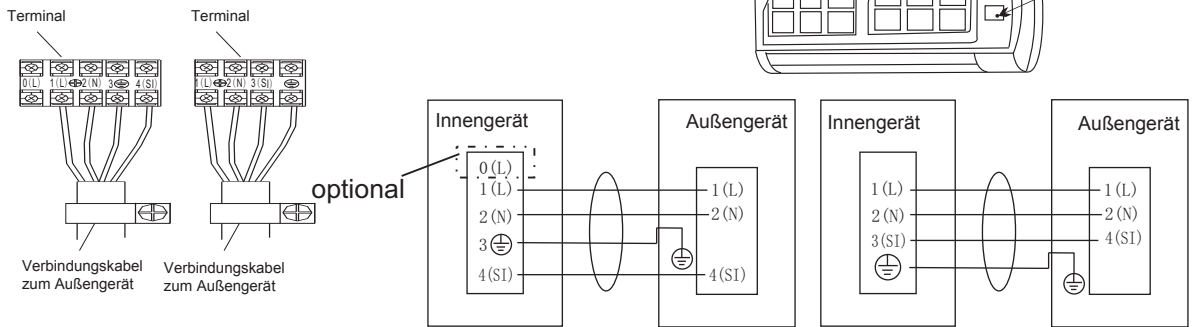 Terminal
Terminal
0(L) 1(L) 2(N) 3 4(SI)
1(L) 2(N) 3(SI)
Verbindungskabel
zum Außengerät
Verbindungskabel
zum Außengerät
optional
Innengerät
Außengerät
0(L)
1(L)
2(N)
3
4(SI)
1(L)
2(N)
4(SI)
Innengerät
Außengerät
1(L)
2(N)
3(SI)
1(L)
2(N)
4(SI)